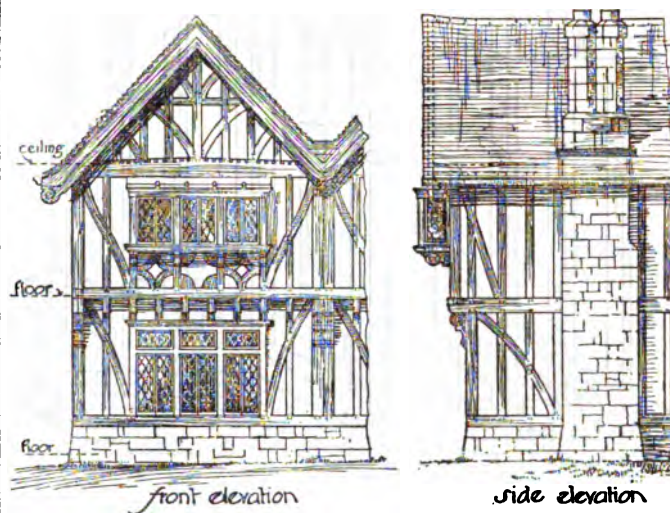 ceiling
floor
floor
front elevation
side elevation